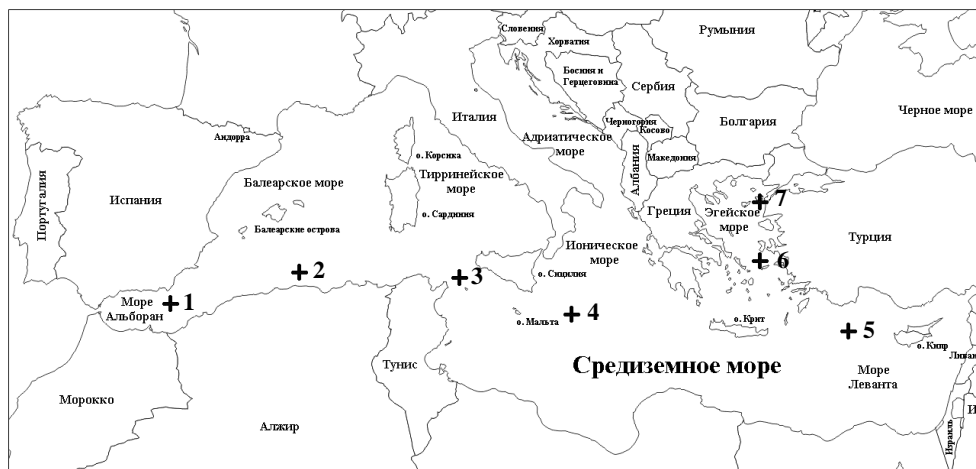 Словения
Хорватия
Румыния
Босния и
Герцеговина
Сербия
Италия
Черногория
Косово
Болгария
Черное море
Андорра
о. Корсика
Адриатическое
море
Албания
Македония
Балеарское море
Тирринейское
море
Португалия
Испания
о. Сардиния
Греция
Эгейское
море
7
Балеарские острова
Турция
Ионическое
море
6
2
3
о. Сицилия
Море
Альборан
1
4
о. Мальта
о. Крит
5
о. Кипр
Ливан
Тунис
Средиземное море
Море
Леванта
Морокко
Алжир
Израиль
И